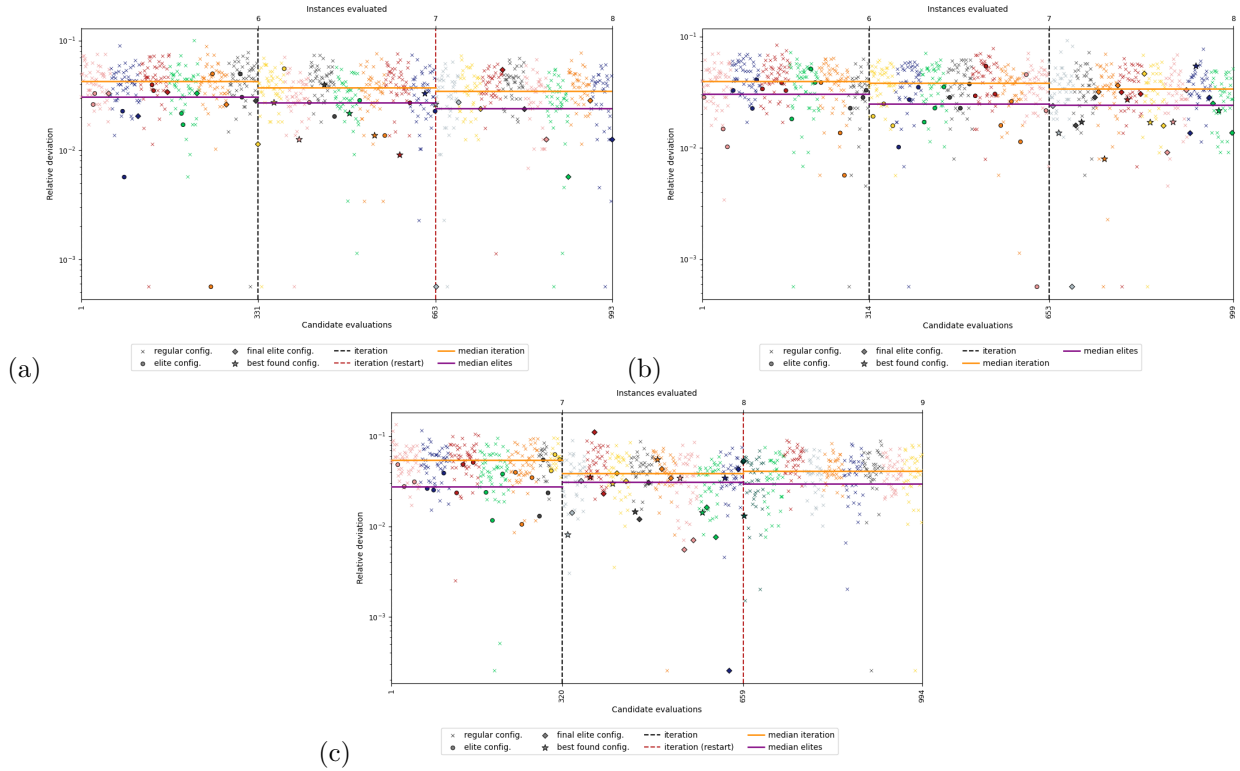 Instances evaluated
6 7 8
10⁻¹
10⁻²
10⁻³
Relative deviation
1 331 663 993
Candidate evaluations
× regular config. final elite config. iteration median iteration
elite config. best found config. iteration (restart) median elites
(a)
Instances evaluated
6 7 8
10⁻¹
10⁻²
10⁻³
Relative deviation
1 314 653 999
Candidate evaluations
× regular config. final elite config. iteration median elites
elite config. best found config. median iteration
(b)
Instances evaluated
7 8 9
10⁻¹
10⁻²
10⁻³
Relative deviation
1 320 659 994
Candidate evaluations
× regular config. final elite config. iteration median iteration
elite config. best found config. iteration (restart) median elites
(c)